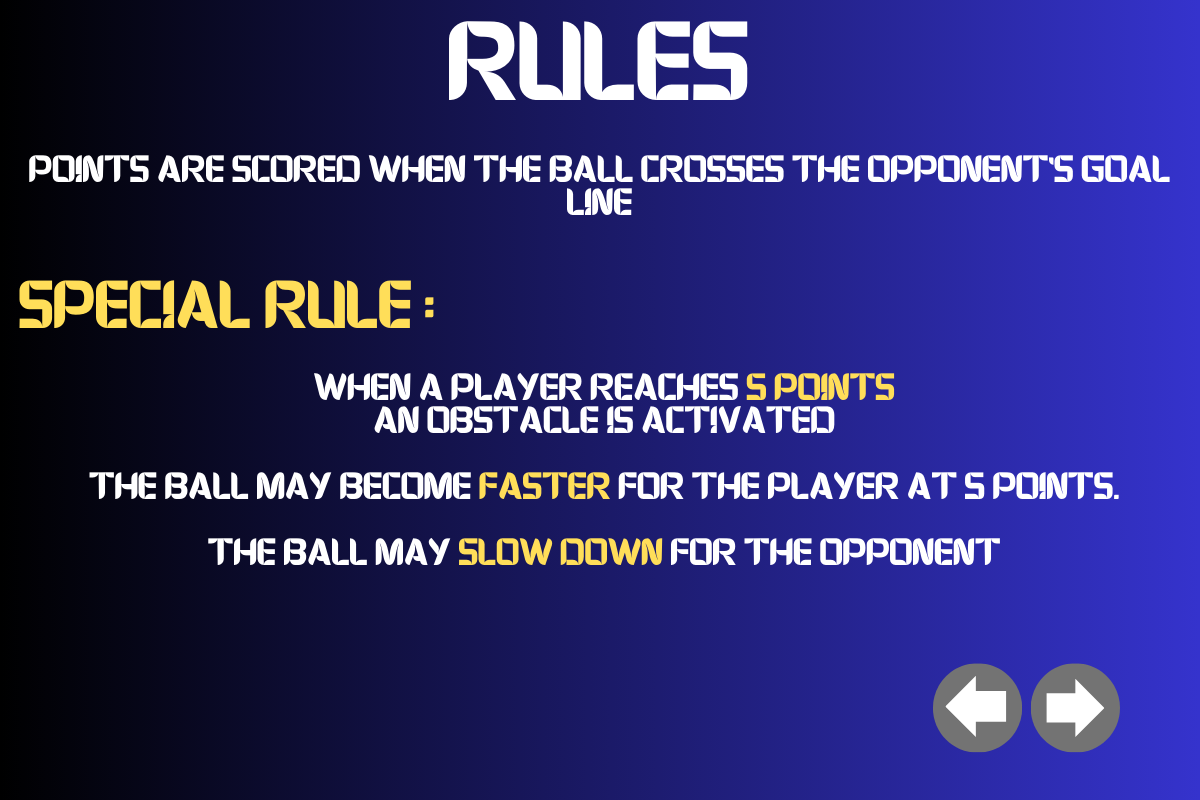 RULES
POINTS ARE SCORED WHEN THE BALL CROSSES THE OPPONENT'S GOAL
LINE
SPECIAL RULE :
WHEN A PLAYER REACHES 5 POINTS
AN OBSTACLE IS ACTIVATED
THE BALL MAY BECOME FASTER FOR THE PLAYER AT 5 POINTS.
THE BALL MAY SLOW DOWN FOR THE OPPONENT